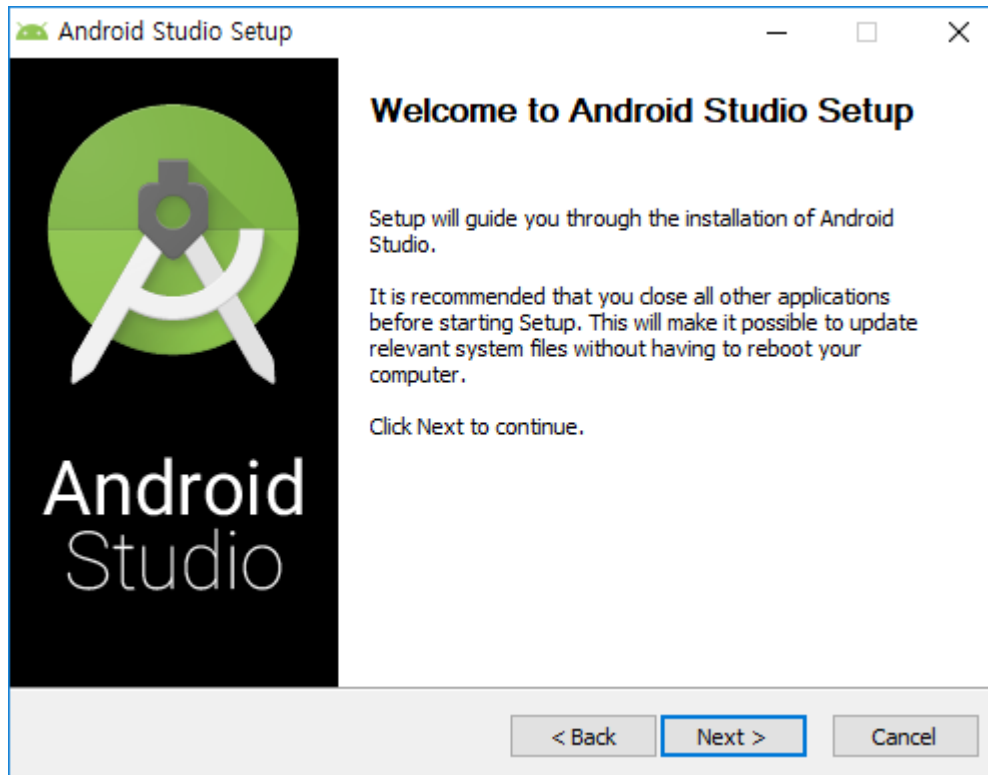 Android Studio Setup
Welcome to Android Studio Setup
Setup will guide you through the installation of Android
Studio.
It is recommended that you close all other applications
before starting Setup. This will make it possible to update
relevant system files without having to reboot your
computer.
Click Next to continue.
Android
Studio
< Back
Next >
Cancel